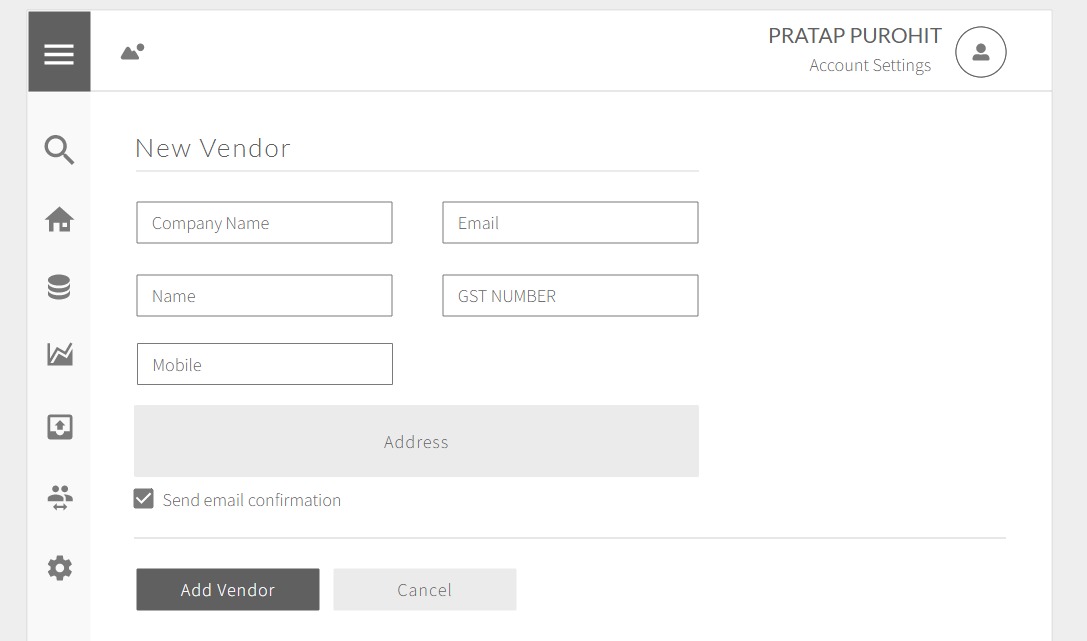 PRATAP PUROHIT
Account Settings
New Vendor
Company Name
Email
Name
GST NUMBER
Mobile
Address
Send email confirmation
Add Vendor
Cancel